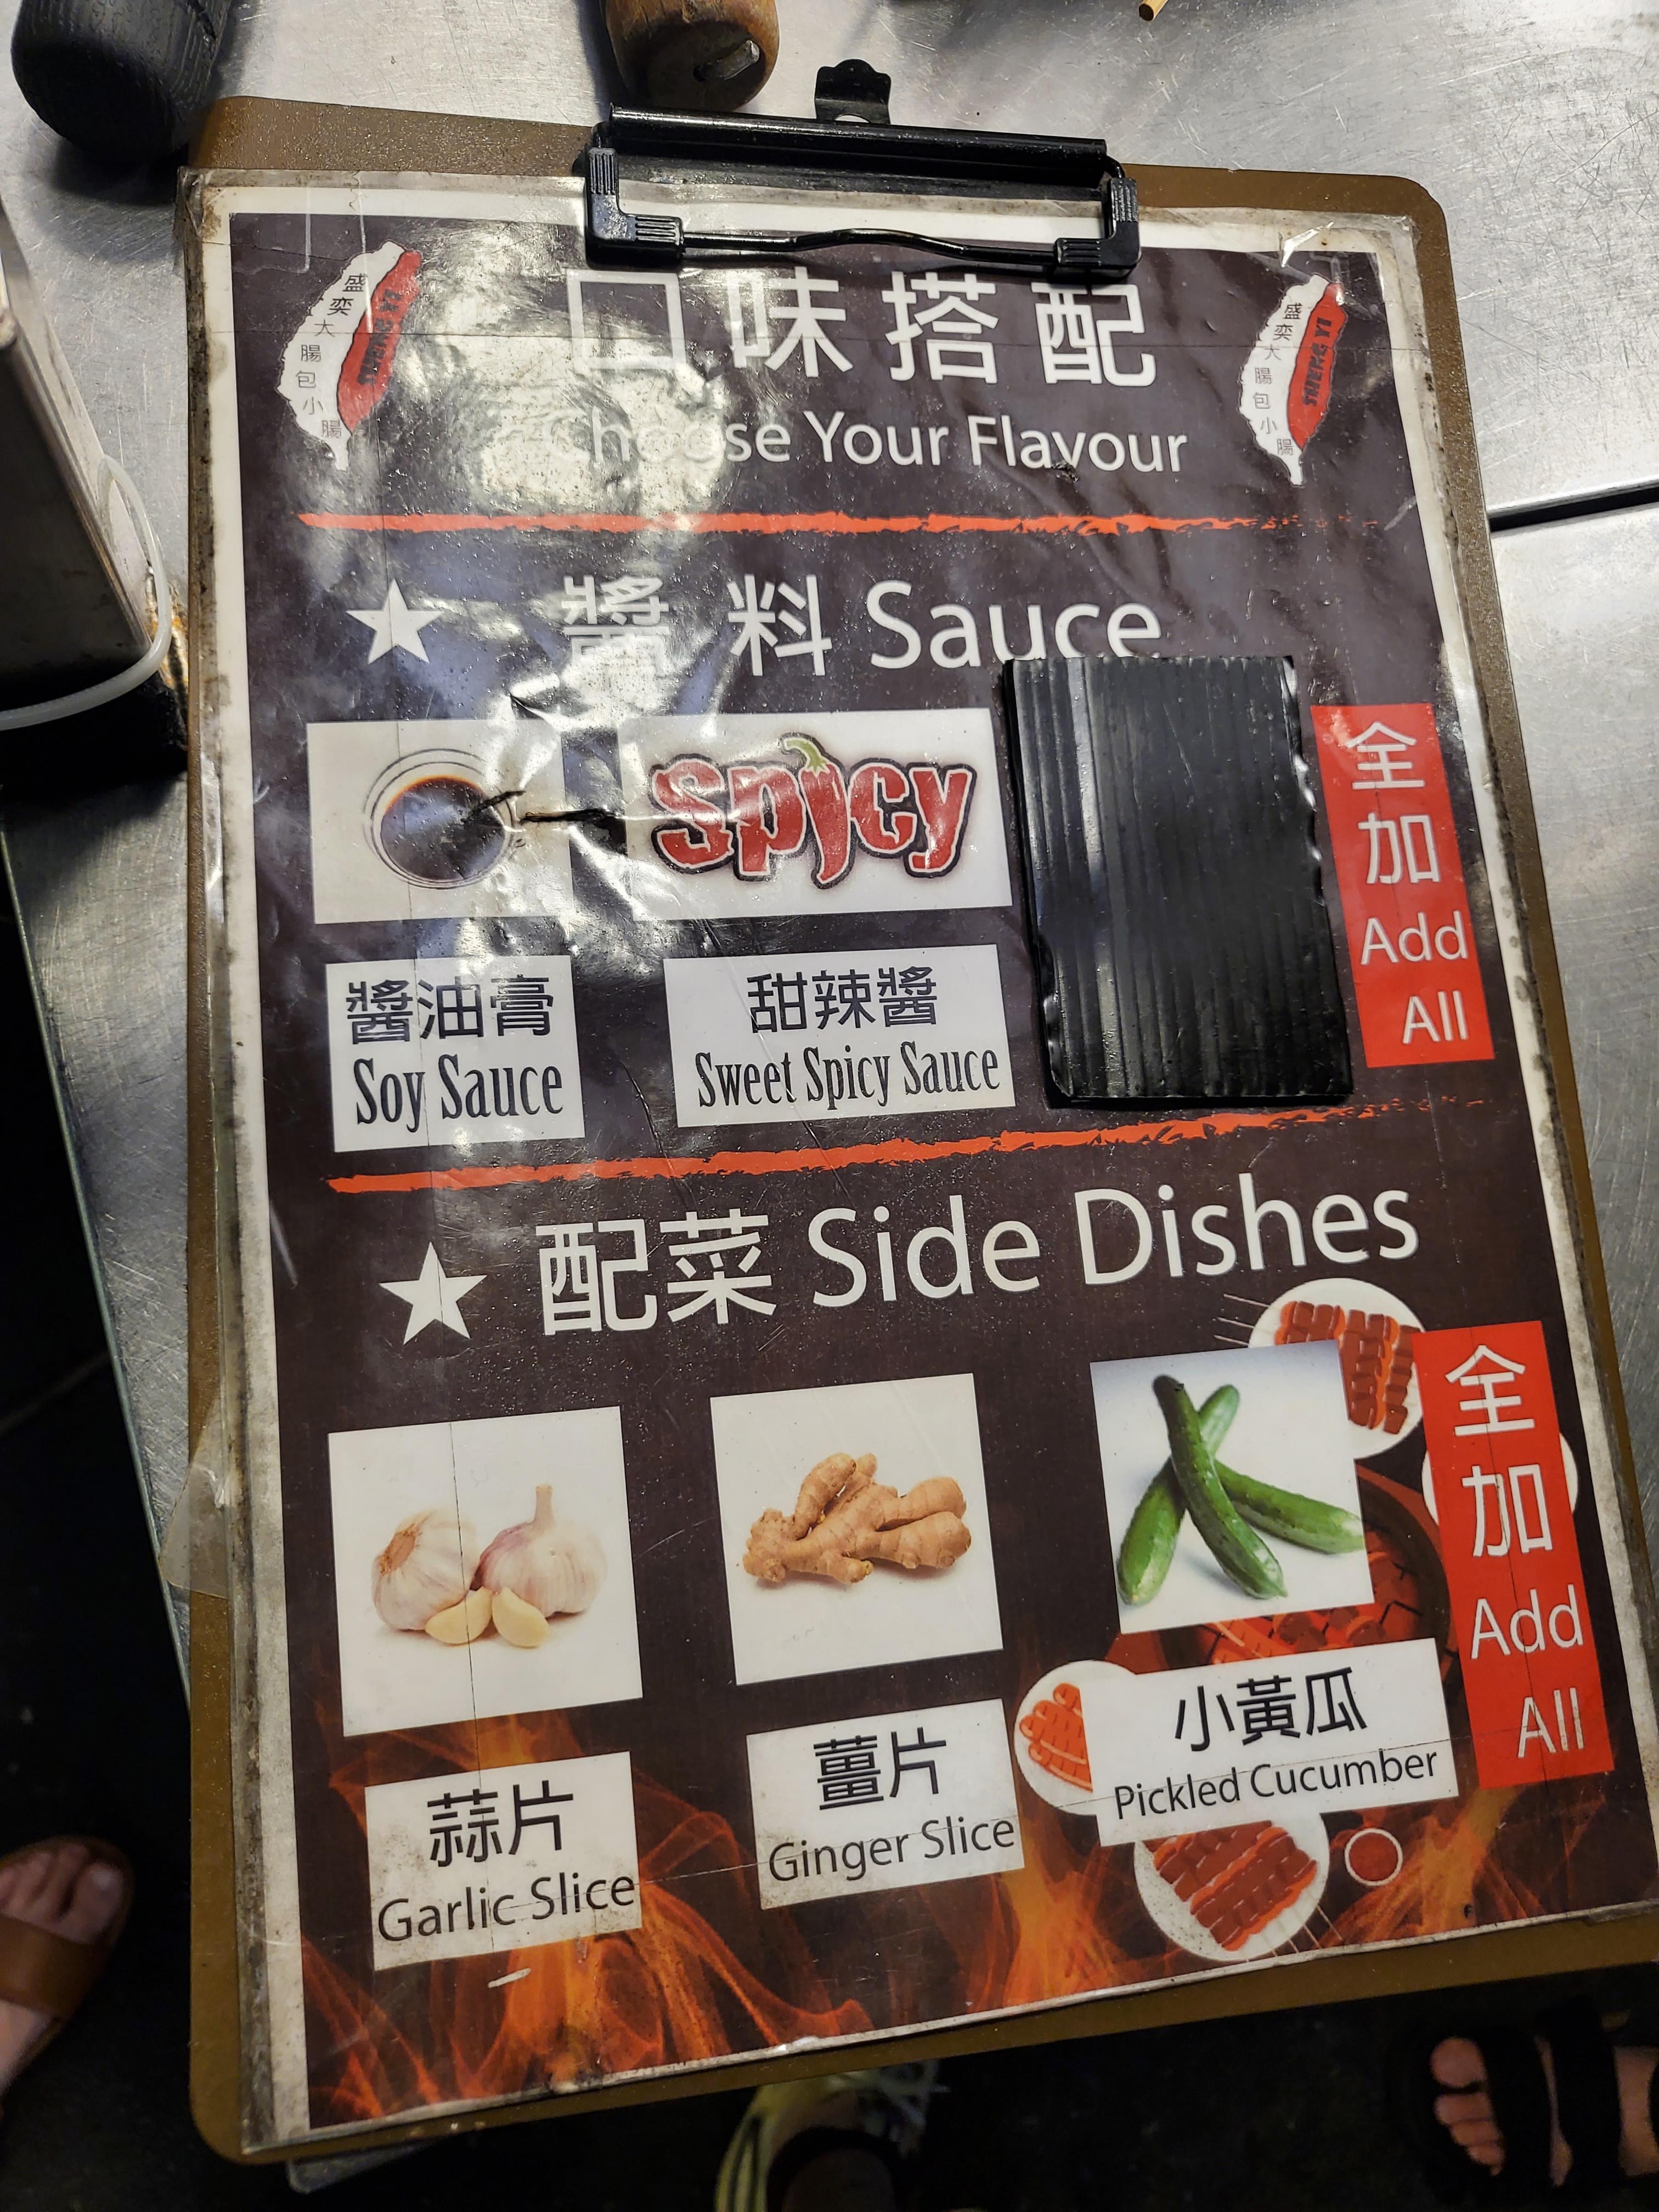 口味搭配
Choose Your Flavour
盛奕大腸包小腸
盛奕大腸包小腸
★ 醬料 Sauce
Spicy
醬油膏
Soy Sauce
甜辣醬
Sweet Spicy Sauce
全
加
Add
All
★ 配菜 Side Dishes
蒜片
Garlic Slice
薑片
Ginger Slice
小黃瓜
Pickled Cucumber
全
加
Add
All